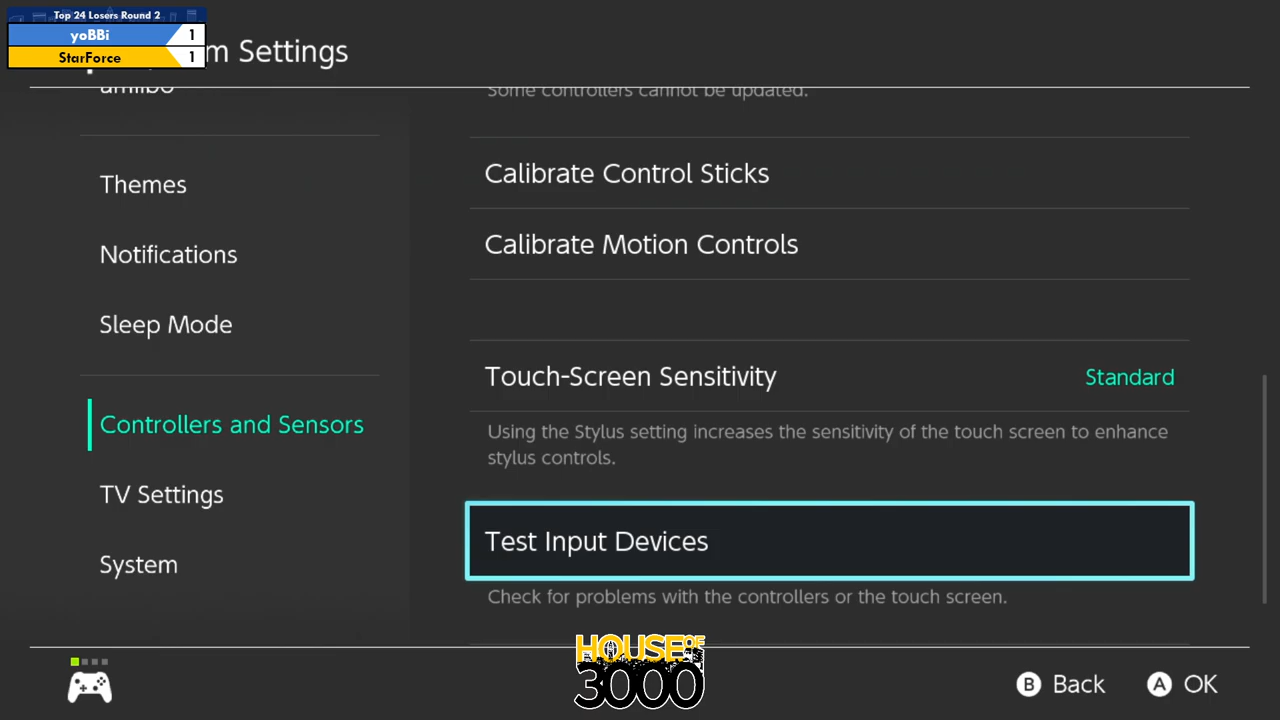 Top 24 Losers Round 2
yoBBi 1
StarForce 1
m Settings
amiibo
Themes
Notifications
Sleep Mode
Controllers and Sensors
TV Settings
System
Some controllers cannot be updated.
Calibrate Control Sticks
Calibrate Motion Controls
Touch-Screen Sensitivity Standard
Using the Stylus setting increases the sensitivity of the touch screen to enhance
stylus controls.
Test Input Devices
Check for problems with the controllers or the touch screen.
HOUSE OF
3000
B Back A OK